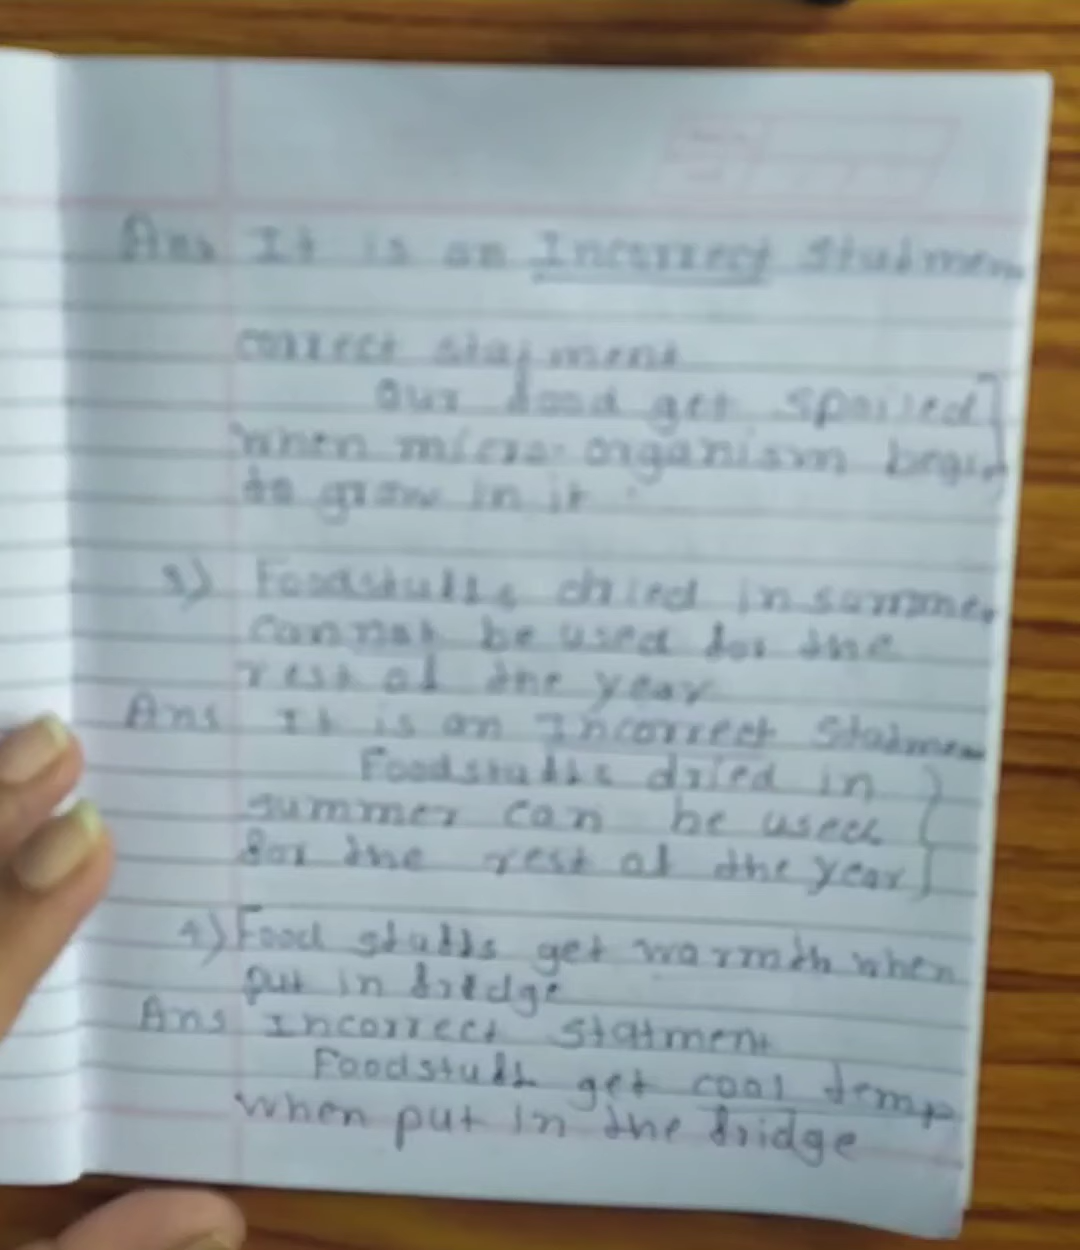 Ans It is an Incorrect Statmen
correct statment
our food get spoiled
when micro-organism begin
to grow in it.
3) Foodstuffs dried in summer
cannot be used for the
rest of the year
Ans It is an Incorrect Statmen
Foodstuffs dried in
summer can be used
for the rest of the year
4) Food stuffs get warmth when
put in fridge
Ans Incorrect statment
Foodstuff get cool temp
when put in the fridge